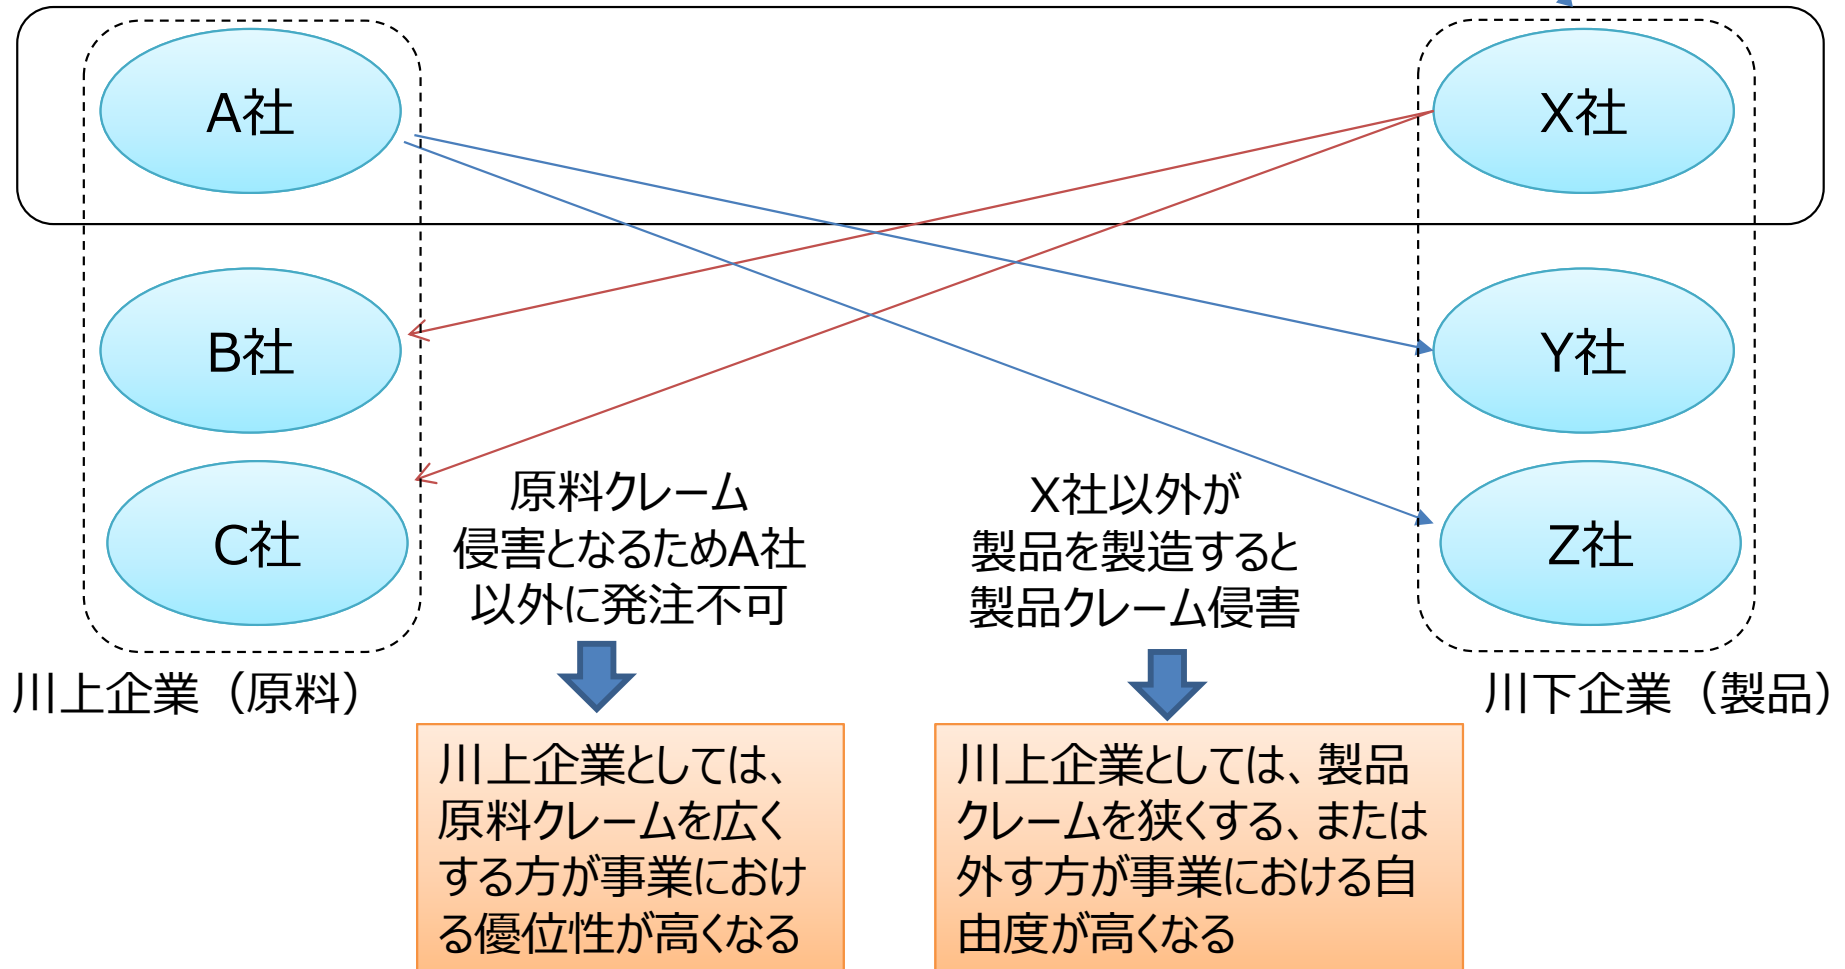 A社
X社
B社
Y社
C社
Z社
原料クレーム
侵害となるためA社
以外に発注不可
X社以外が
製品を製造すると
製品クレーム侵害
川上企業（原料）
川下企業（製品）
川上企業としては、
原料クレームを広く
する方が事業におけ
る優位性が高くなる
川上企業としては、製品
クレームを狭くする、または
外す方が事業における自
由度が高くなる